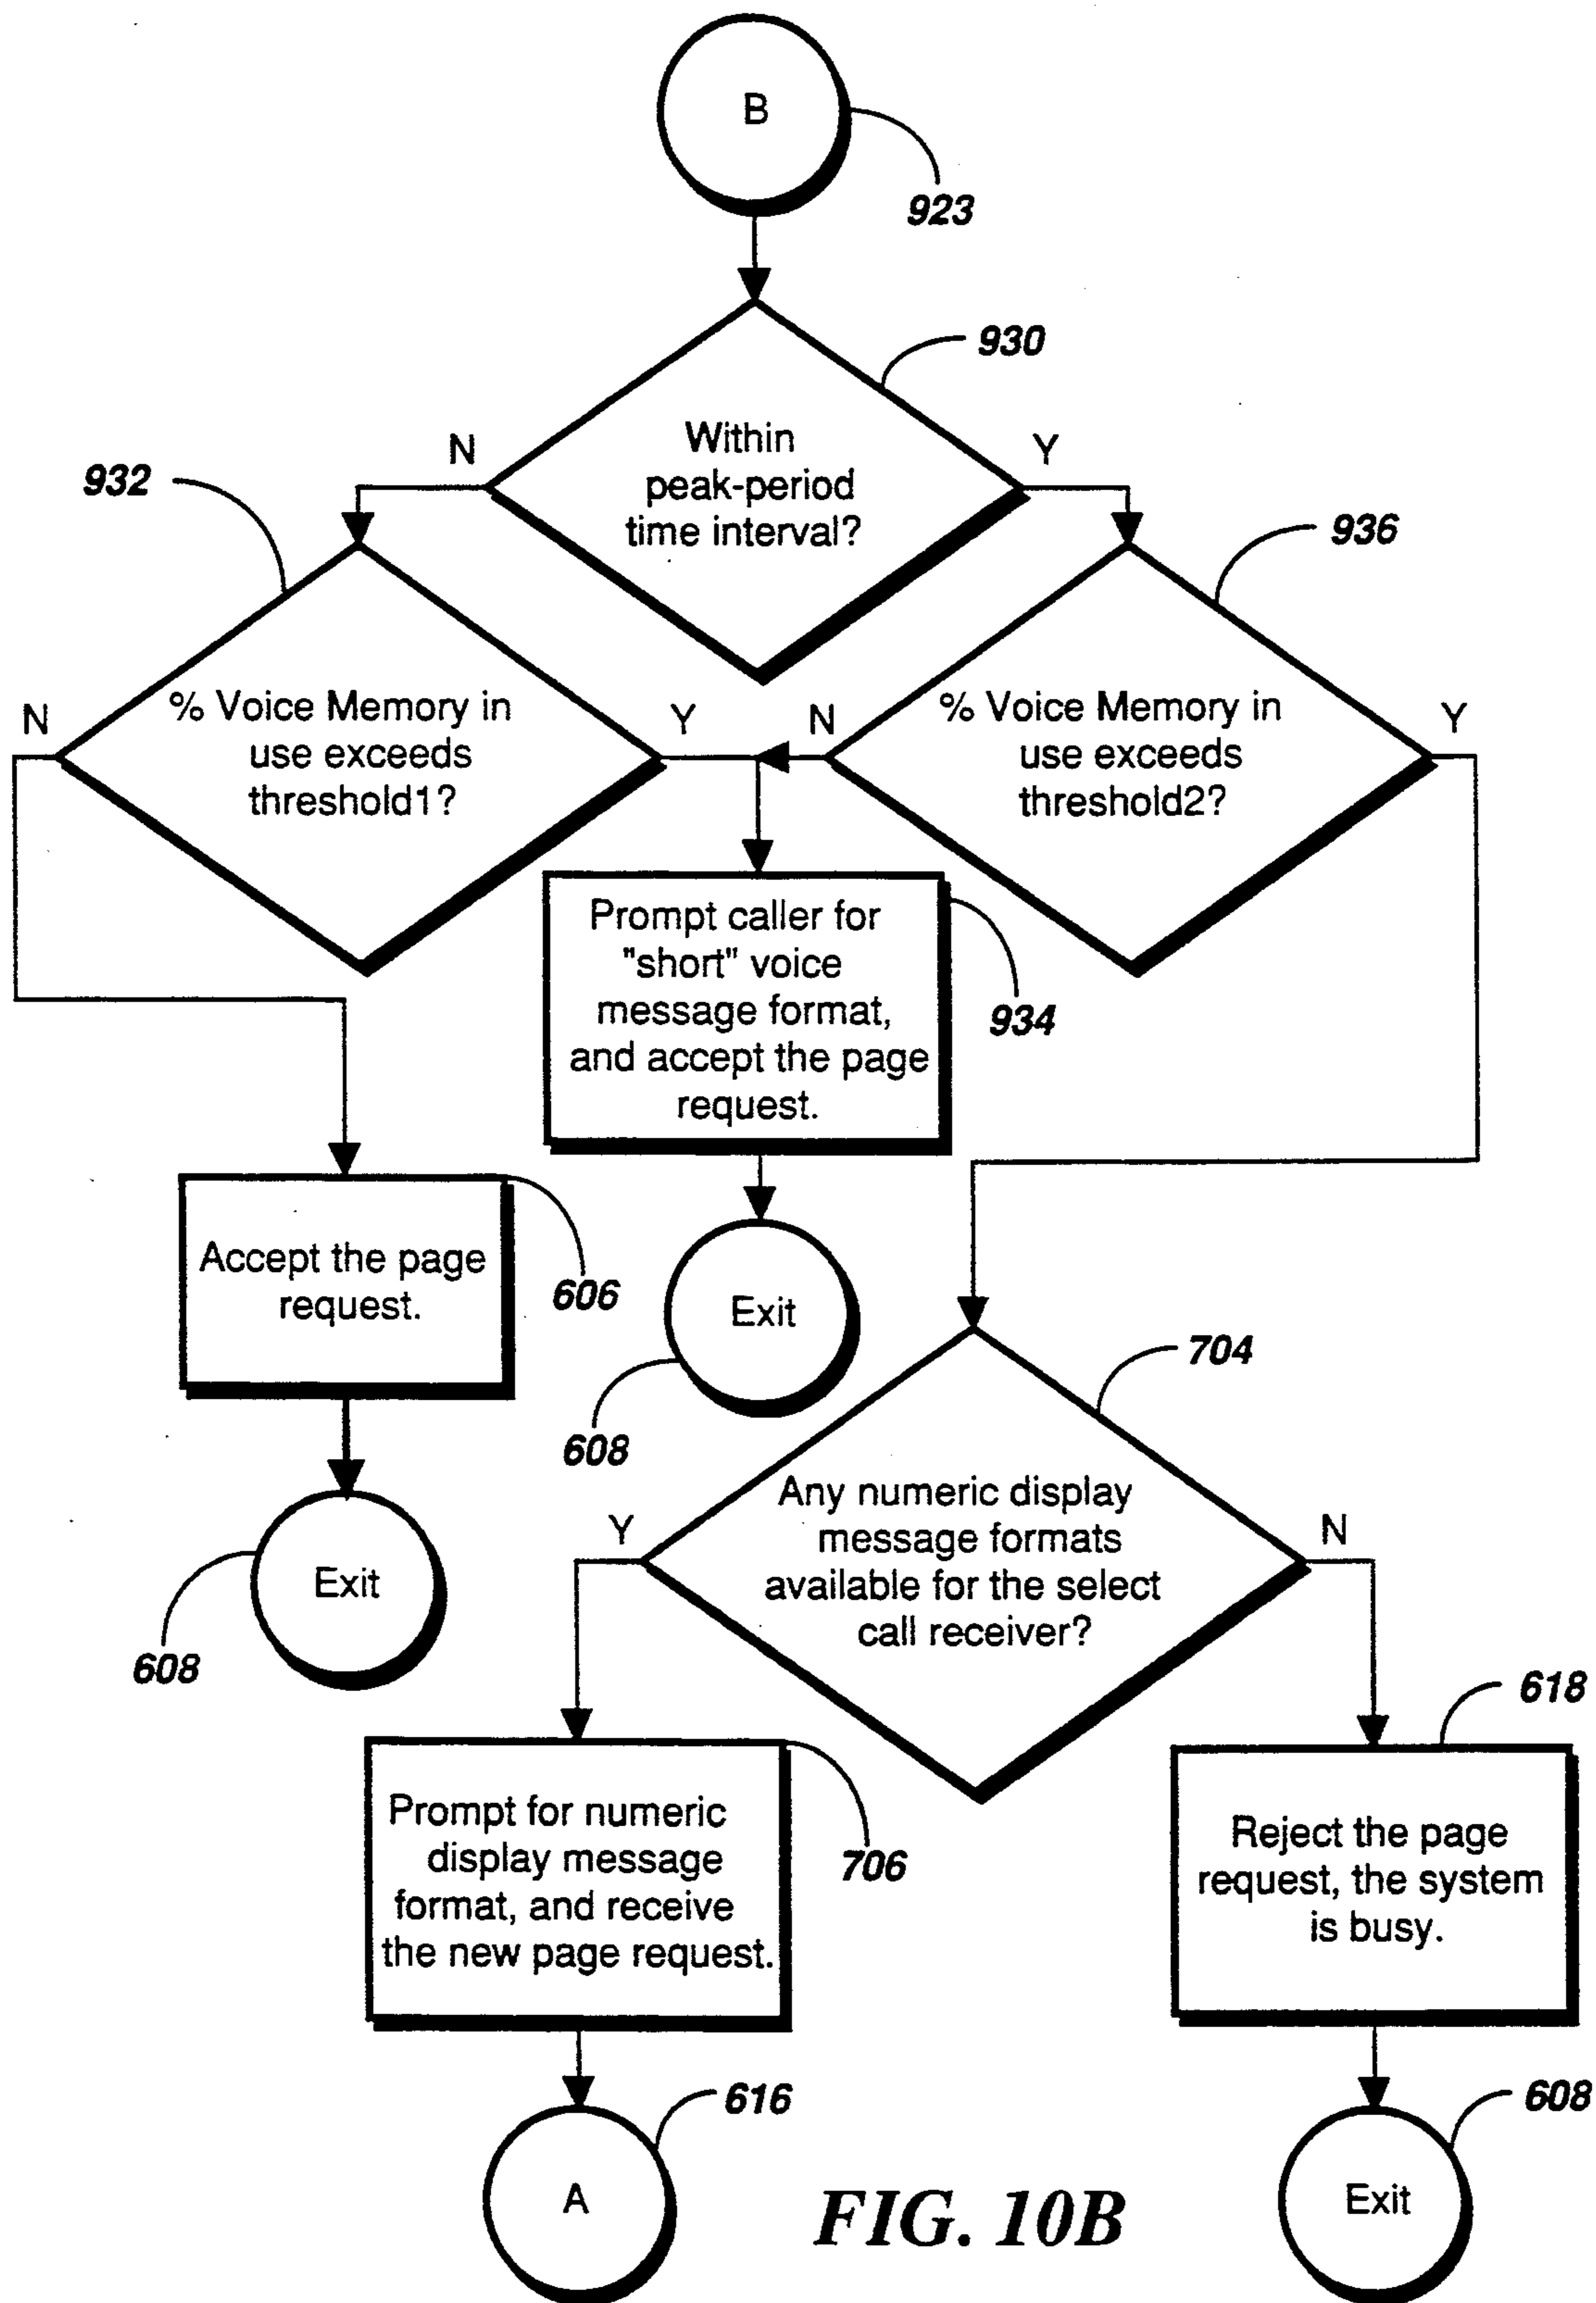 B
923
930
Within
peak-period
time interval?
N
Y
932
936
% Voice Memory in
use exceeds
threshold1?
N
Y
% Voice Memory in
use exceeds
threshold2?
N
Y
Prompt caller for
"short" voice
message format,
and accept the page
request.
934
Accept the page
request.
606
Exit
608
704
Exit
608
Any numeric display
message formats
available for the select
call receiver?
Y
N
618
Prompt for numeric
display message
format, and receive
the new page request.
706
Reject the page
request, the system
is busy.
616
608
A
Exit
FIG. 10B